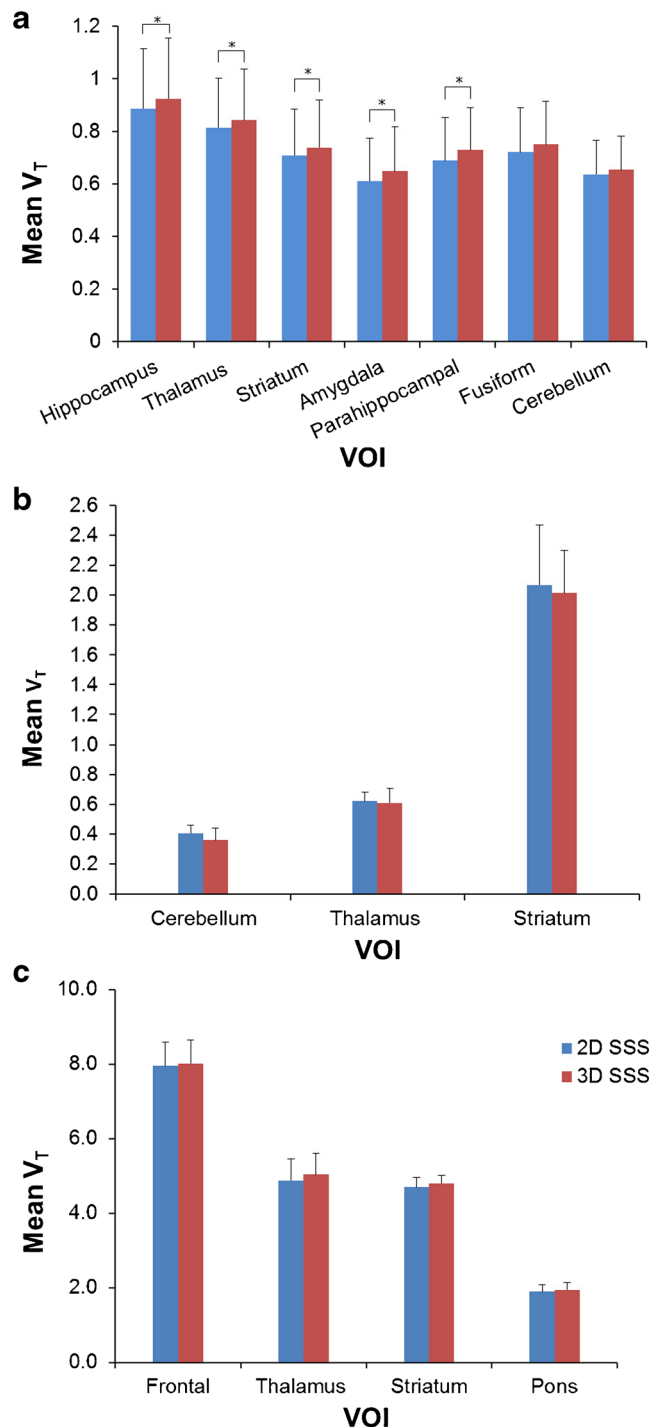 a
1.2
1
0.8
0.6
0.4
0.2
0
Mean VT
* * * * *
Hippocampus Thalamus Striatum Amygdala Parahippocampal Fusiform Cerebellum
VOI
b
2.6
2.4
2.2
2.0
1.8
1.6
1.4
1.2
1.0
0.8
0.6
0.4
0.2
0.0
Mean vT
Cerebellum Thalamus Striatum
VOI
c
10.0
8.0
6.0
4.0
2.0
0.0
Mean VT
2D SSS
3D SSS
Frontal Thalamus Striatum Pons
VOI